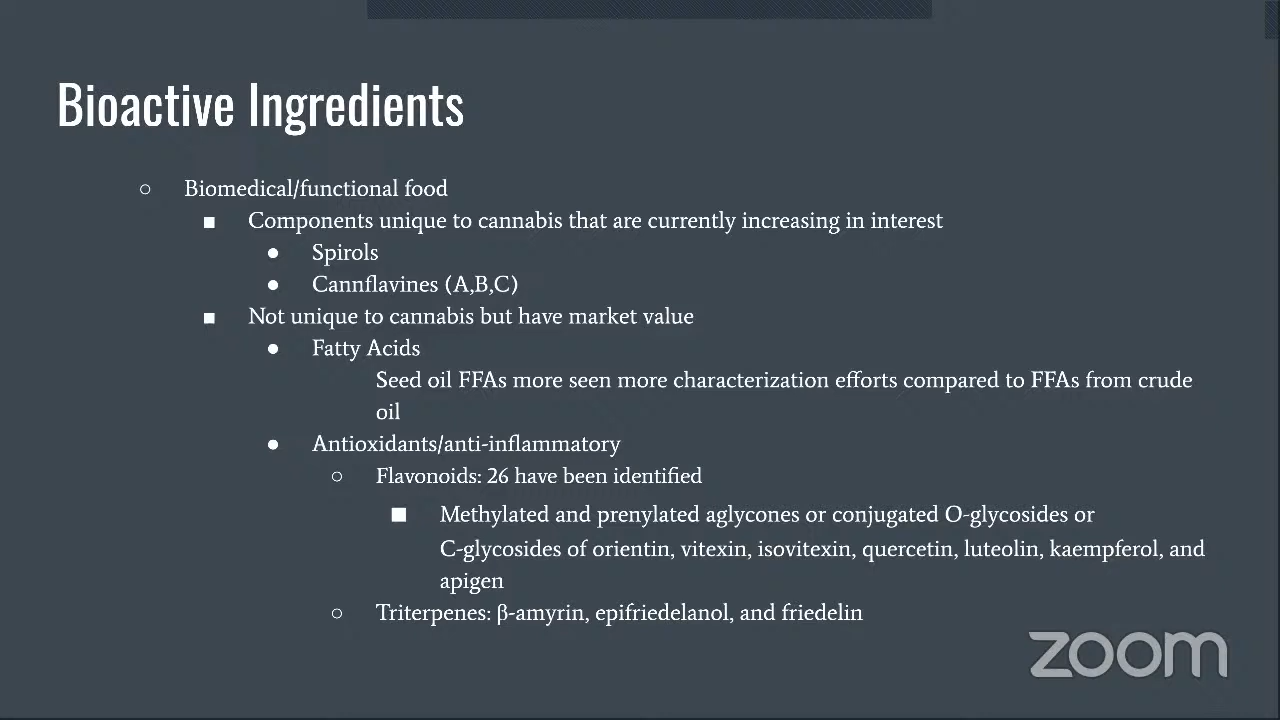 Bioactive Ingredients
Biomedical/functional food
Components unique to cannabis that are currently increasing in interest
Spirols
Cannflavines (A,B,C)
Not unique to cannabis but have market value
Fatty Acids
Seed oil FFAs more seen more characterization efforts compared to FFAs from crude
oil
Antioxidants/anti-inflammatory
Flavonoids: 26 have been identified
Methylated and prenylated aglycones or conjugated O-glycosides or
C-glycosides of orientin, vitexin, isovitexin, quercetin, luteolin, kaempferol, and
apigen
Triterpenes: β-amyrin, epifriedelanol, and friedelin
zoom